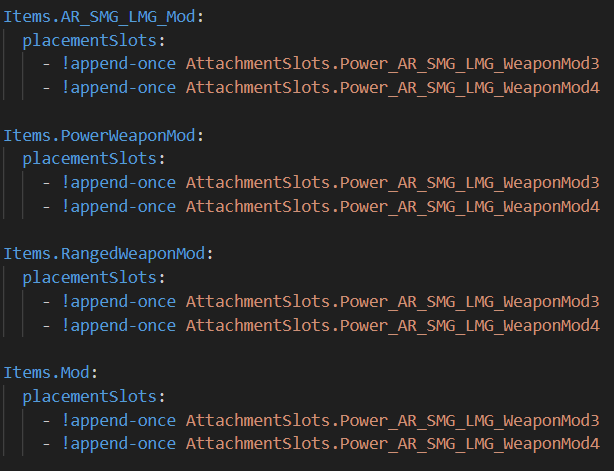 Items.AR_SMG_LMG_Mod:
  placementSlots:
    - !append-once AttachmentSlots.Power_AR_SMG_LMG_WeaponMod3
    - !append-once AttachmentSlots.Power_AR_SMG_LMG_WeaponMod4

Items.PowerWeaponMod:
  placementSlots:
    - !append-once AttachmentSlots.Power_AR_SMG_LMG_WeaponMod3
    - !append-once AttachmentSlots.Power_AR_SMG_LMG_WeaponMod4

Items.RangedWeaponMod:
  placementSlots:
    - !append-once AttachmentSlots.Power_AR_SMG_LMG_WeaponMod3
    - !append-once AttachmentSlots.Power_AR_SMG_LMG_WeaponMod4

Items.Mod:
  placementSlots:
    - !append-once AttachmentSlots.Power_AR_SMG_LMG_WeaponMod3
    - !append-once AttachmentSlots.Power_AR_SMG_LMG_WeaponMod4